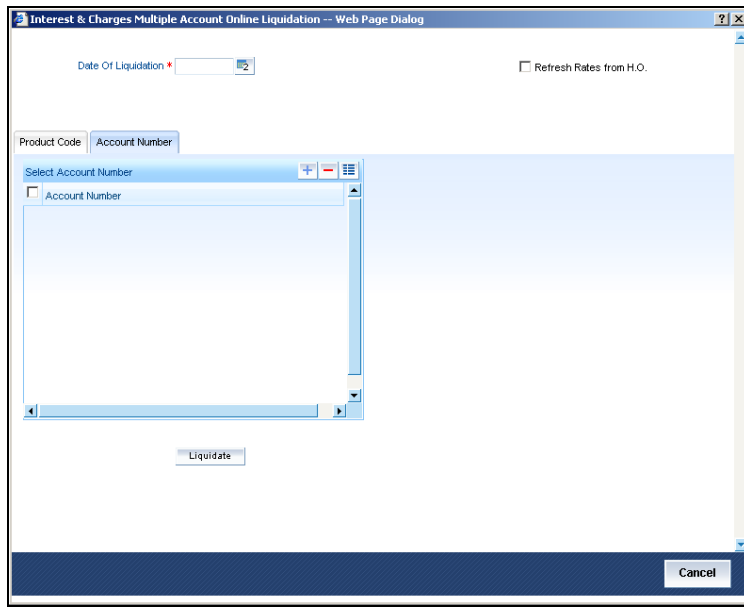 Interest & Charges Multiple Account Online Liquidation -- Web Page Dialog
Date Of Liquidation *
Refresh Rates from H.O.
Product Code Account Number
Select Account Number
Account Number
Liquidate
Cancel